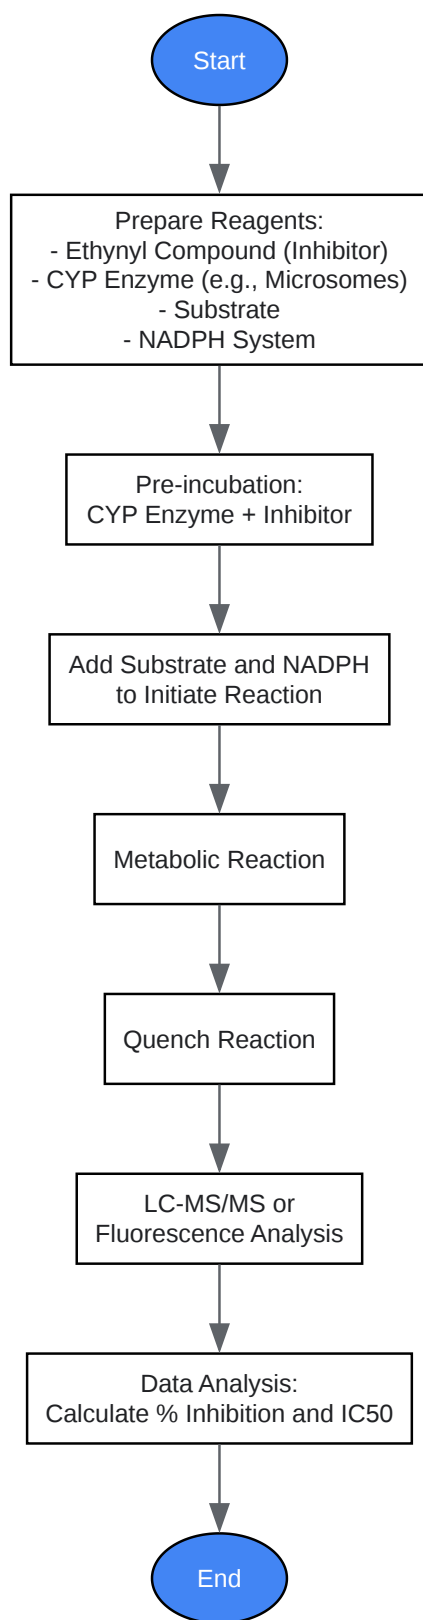 Start
Prepare Reagents:
- Ethynyl Compound (Inhibitor)
- CYP Enzyme (e.g., Microsomes)
- Substrate
- NADPH System
Pre-incubation:
CYP Enzyme + Inhibitor
Add Substrate and NADPH
to Initiate Reaction
Metabolic Reaction
Quench Reaction
LC-MS/MS or
Fluorescence Analysis
Data Analysis:
Calculate % Inhibition and IC50
End